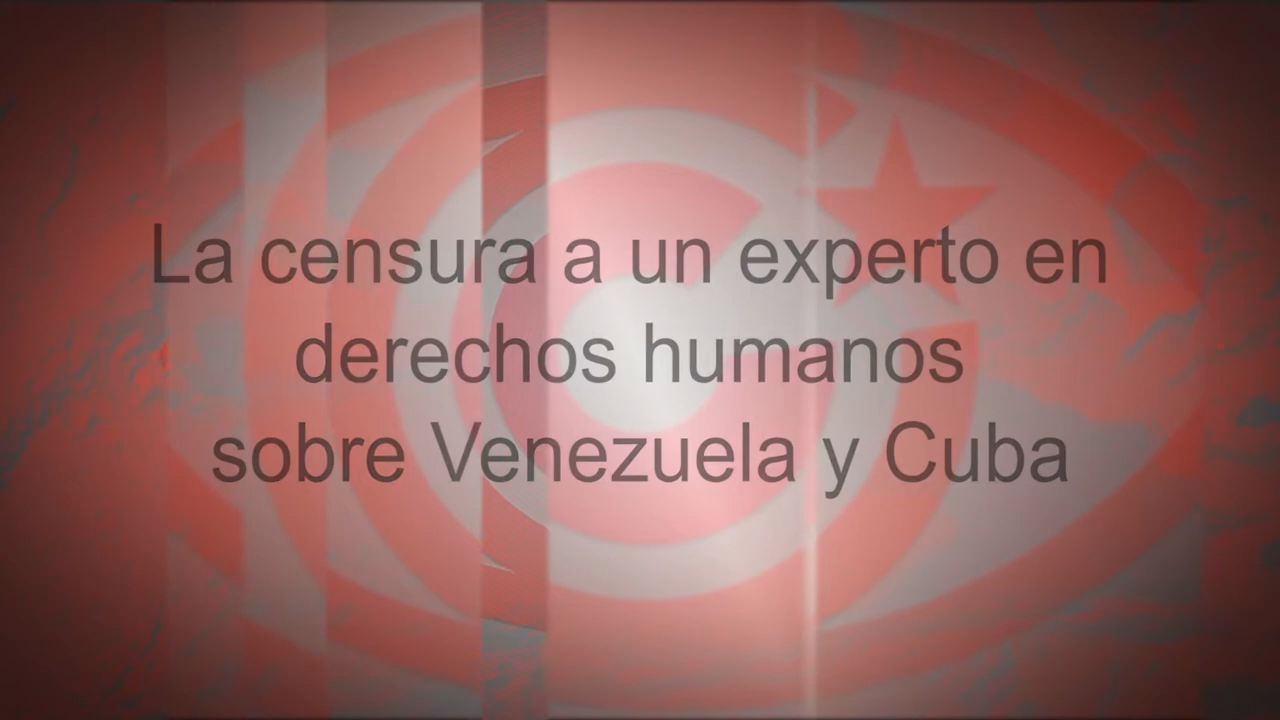 La censura a un experto en
derechos humanos
sobre Venezuela y Cuba